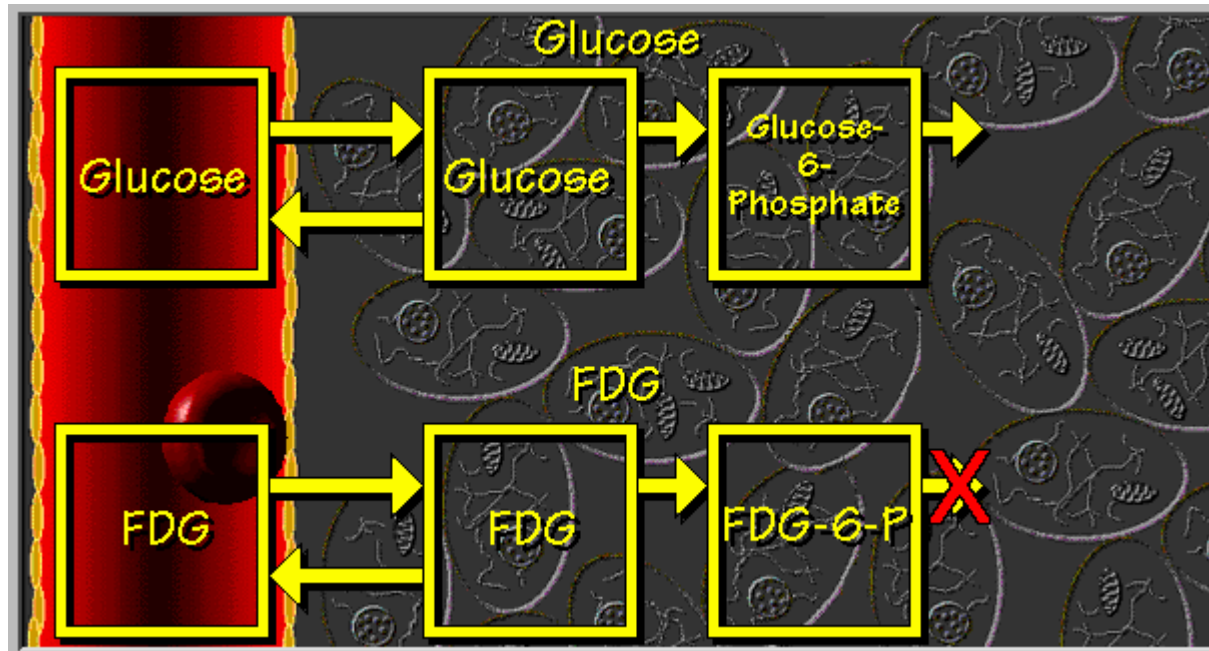 Glucose
Glucose
Glucose
Glucose-
6-
Phosphate
FDG
FDG
FDG
FDG-6-P
X